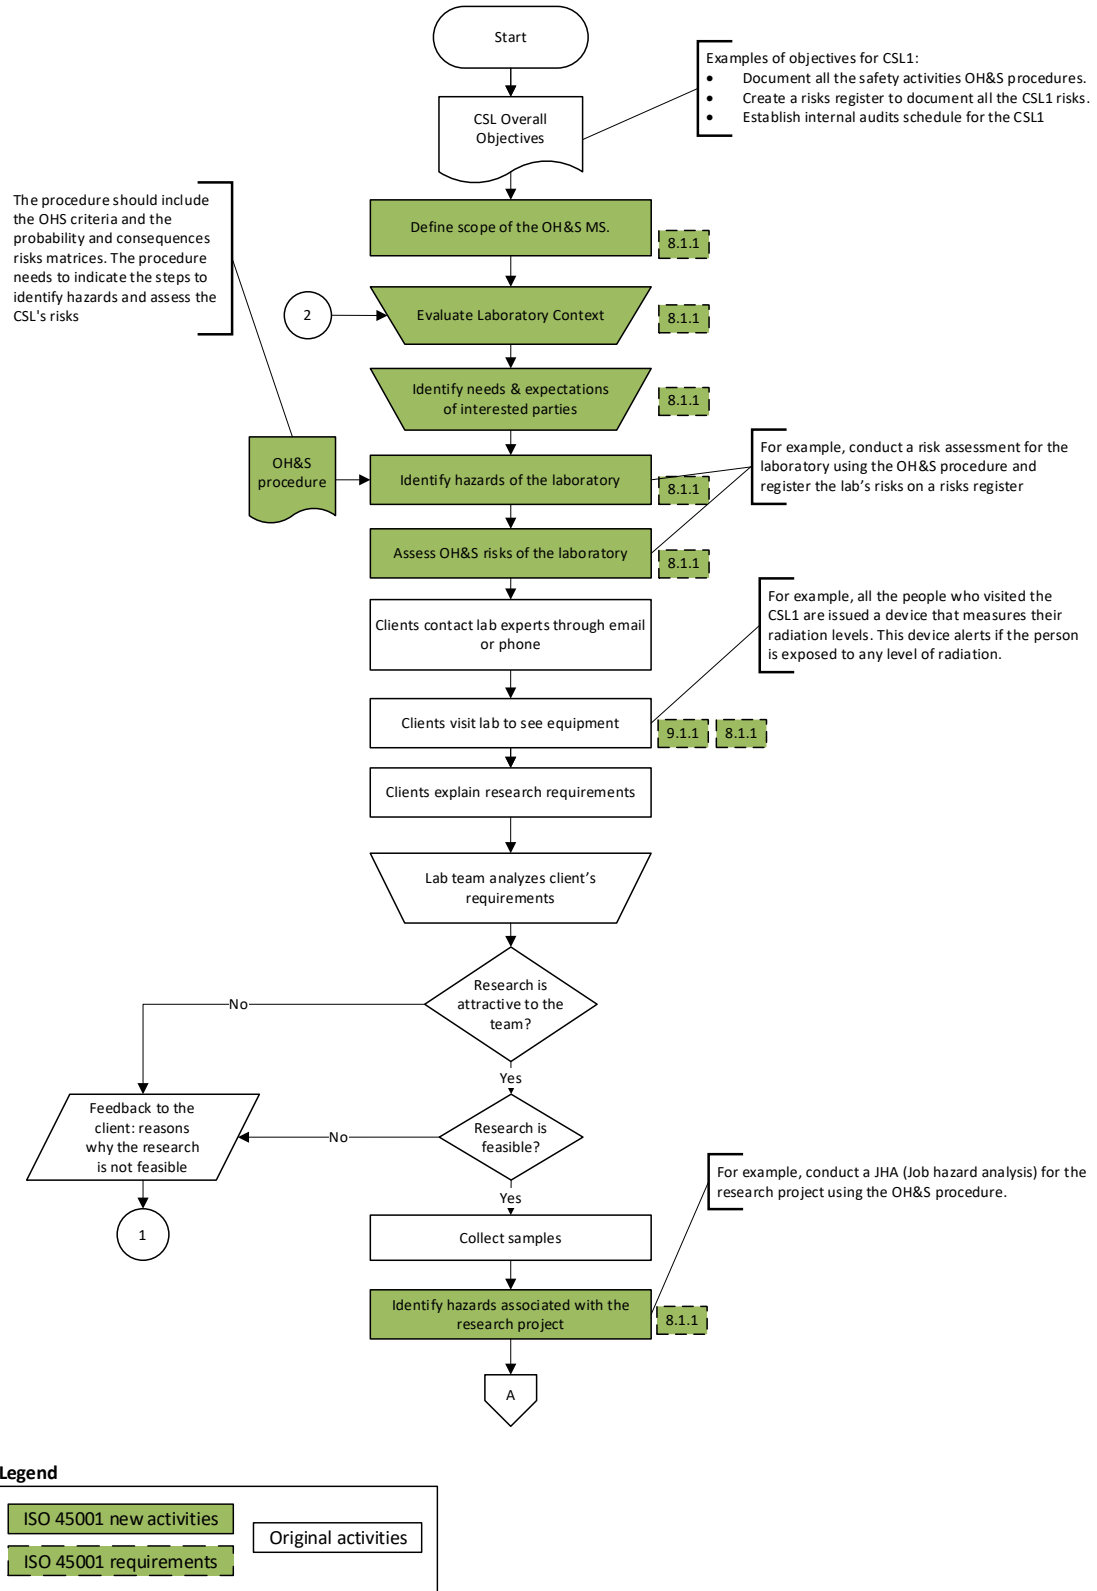 Start
Examples of objectives for CSL1:
• Document all the safety activities OH&S procedures.
• Create a risks register to document all the CSL1 risks.
• Establish internal audits schedule for the CSL1
CSL Overall
Objectives
The procedure should include
the OHS criteria and the
probability and consequences
risks matrices. The procedure
needs to indicate the steps to
identify hazards and assess the
CSL's risks
Define scope of the OH&S MS.
8.1.1
2
Evaluate Laboratory Context
8.1.1
Identify needs & expectations
of interested parties
8.1.1
OH&S
procedure
Identify hazards of the laboratory
8.1.1
For example, conduct a risk assessment for the
laboratory using the OH&S procedure and
register the lab’s risks on a risks register
Assess OH&S risks of the laboratory
8.1.1
Clients contact lab experts through email
or phone
For example, all the people who visited the
CSL1 are issued a device that measures their
radiation levels. This device alerts if the person
is exposed to any level of radiation.
Clients visit lab to see equipment
9.1.1
8.1.1
Clients explain research requirements
Lab team analyzes client’s
requirements
Research is
attractive to the
team?
No
Yes
Feedback to the
client: reasons
why the research
is not feasible
Research is
feasible?
No
Yes
1
Collect samples
For example, conduct a JHA (Job hazard analysis) for the
research project using the OH&S procedure.
Identify hazards associated with the
research project
8.1.1
A
Legend
ISO 45001 new activities
Original activities
ISO 45001 requirements